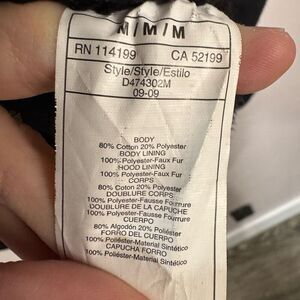 M/M/M
RN 114199 CA 52199
Style/Style/Estilo
D474302M
09-09
BODY
80% Cotton 20% Polyester
BODY LINING
100% Polyester-Faux Fur
HOOD LINING
100% Polyester-Faux Fur
CORPS
80% Coton 20% Polyester
DOUBLURE CORPS
100% Polyester-Fausse Fourrure
DOUBLURE DE LA CAPUCHE
100% Polyester-Fausse Fourrure
CUERPO
80% Algodón 20% Poliéster
FORRO DEL CUERPO
100% Poliéster-Material Sintético
CAPUCHA FORRO
100% Poliéster-Material Sintético